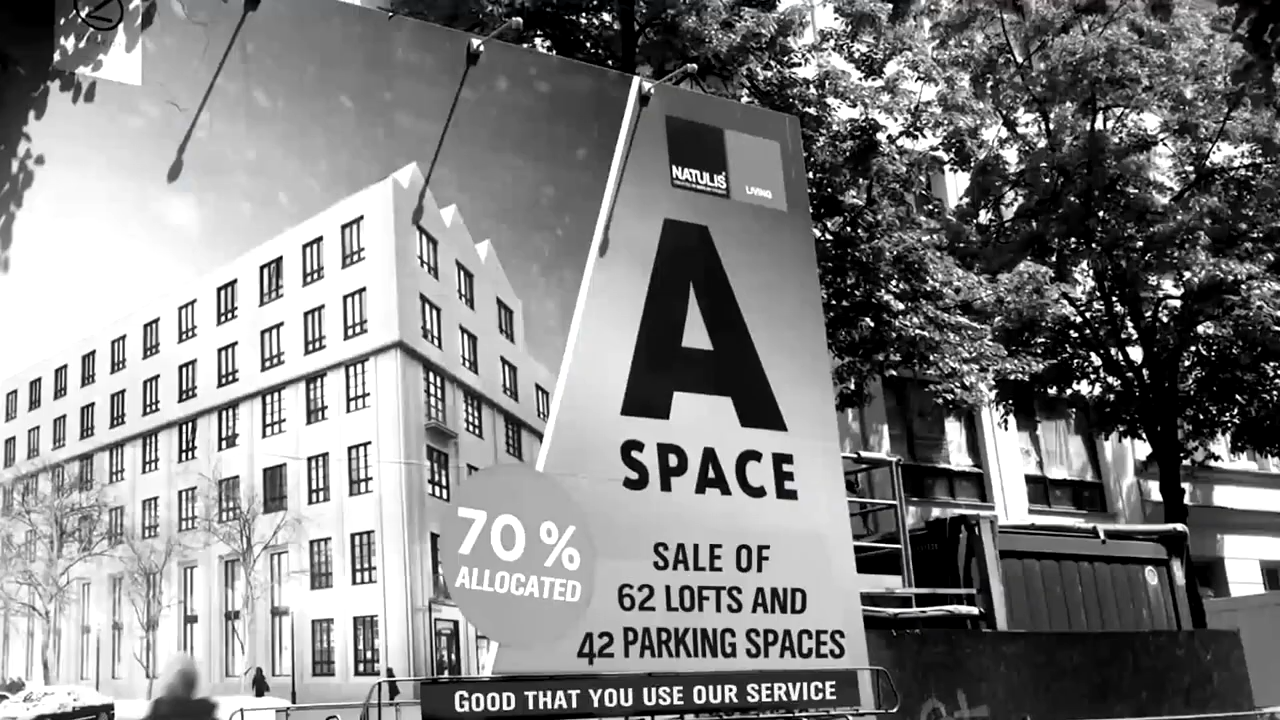 NATULIS
LIVING
A
SPACE
70 %
ALLOCATED
SALE OF
62 LOFTS AND
42 PARKING SPACES
GOOD THAT YOU USE OUR SERVICE